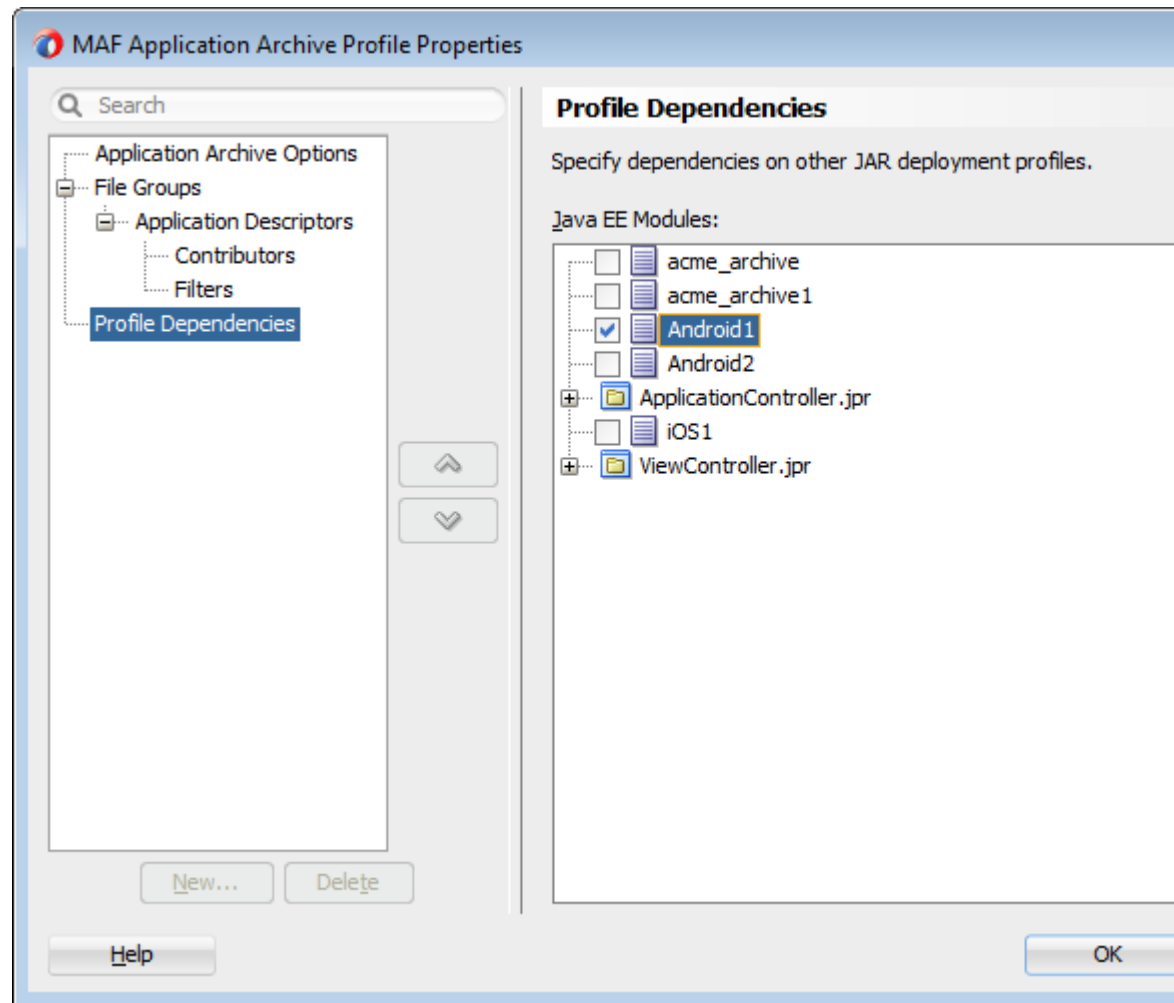 MAF Application Archive Profile Properties
Search
Application Archive Options
File Groups
Application Descriptors
Contributors
Filters
Profile Dependencies
New...
Delete
Profile Dependencies
Specify dependencies on other JAR deployment profiles.
Java EE Modules:
acme_archive
acme_archive1
Android1
Android2
ApplicationController.jpr
iOS1
ViewController.jpr
Help
OK